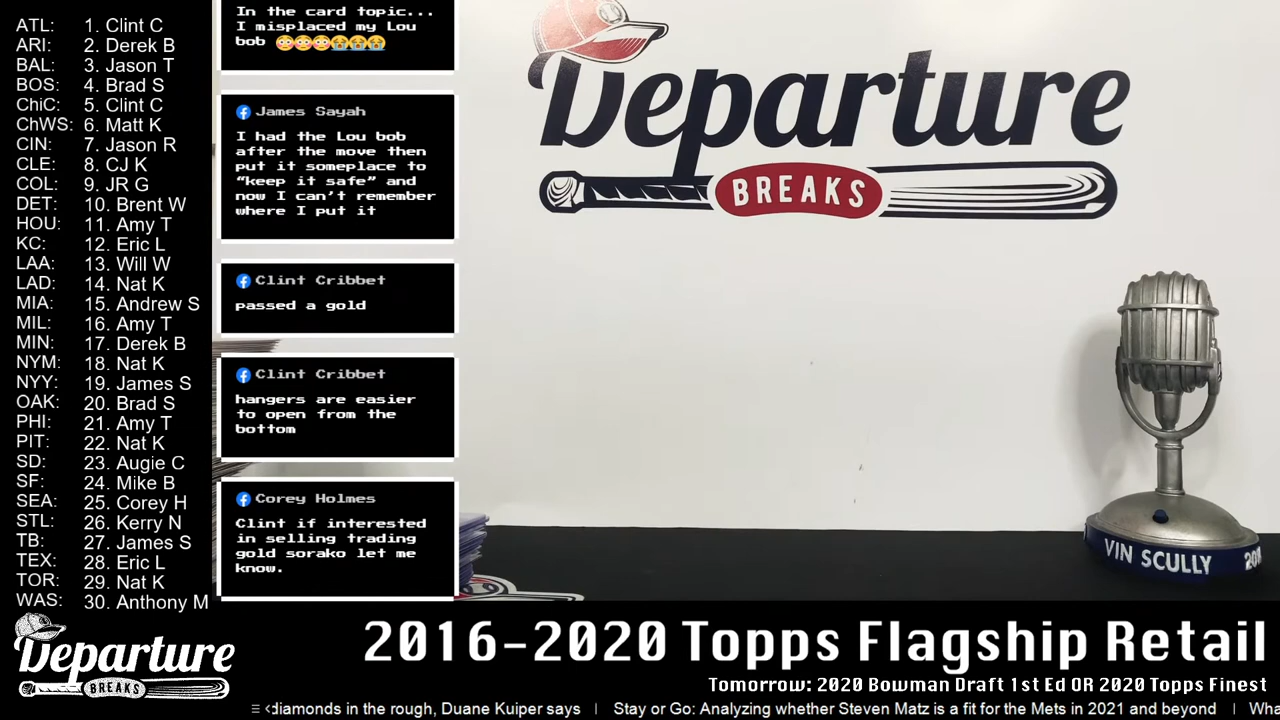 ATL: 1. Clint C
ARI: 2. Derek B
BAL: 3. Jason T
BOS: 4. Brad S
ChiC: 5. Clint C
ChWS: 6. Matt K
CIN: 7. Jason R
CLE: 8. CJ K
COL: 9. JR G
DET: 10. Brent W
HOU: 11. Amy T
KC: 12. Eric L
LAA: 13. Will W
LAD: 14. Nat K
MIA: 15. Andrew S
MIL: 16. Amy T
MIN: 17. Derek B
NYM: 18. Nat K
NYY: 19. James S
OAK: 20. Brad S
PHI: 21. Amy T
PIT: 22. Nat K
SD: 23. Augie C
SF: 24. Mike B
SEA: 25. Corey H
STL: 26. Kerry N
TB: 27. James S
TEX: 28. Eric L
TOR: 29. Nat K
WAS: 30. Anthony M
In the card topic...
I misplaced my Lou
bob 😳😳😳😭😭😭
James Sayah
I had the Lou bob
after the move then
put it someplace to
“keep it safe” and
now I can’t remember
where I put it
Clint Cribbet
passed a gold
Clint Cribbet
hangers are easier
to open from the
bottom
Corey Holmes
Clint if interested
in selling trading
gold sorako let me
know.
Departure
BREAKS
VIN SCULLY
Departure
BREAKS
2016-2020 Topps Flagship Retail
Tomorrow: 2020 Bowman Draft 1st Ed OR 2020 Topps Finest
diamonds in the rough, Duane Kuiper says | Stay or Go: Analyzing whether Steven Matz is a fit for the Mets in 2021 and beyond |